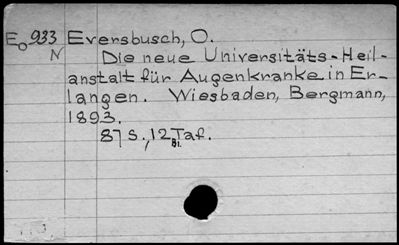 Eo 933 Eversbusch, O.
N Die neue Universitäts-Heil-
anstalt für Augenkranke in Er-
langen. Wiesbaden, Bergmann,
1893.
87 S., 12 Taf.
Bl.